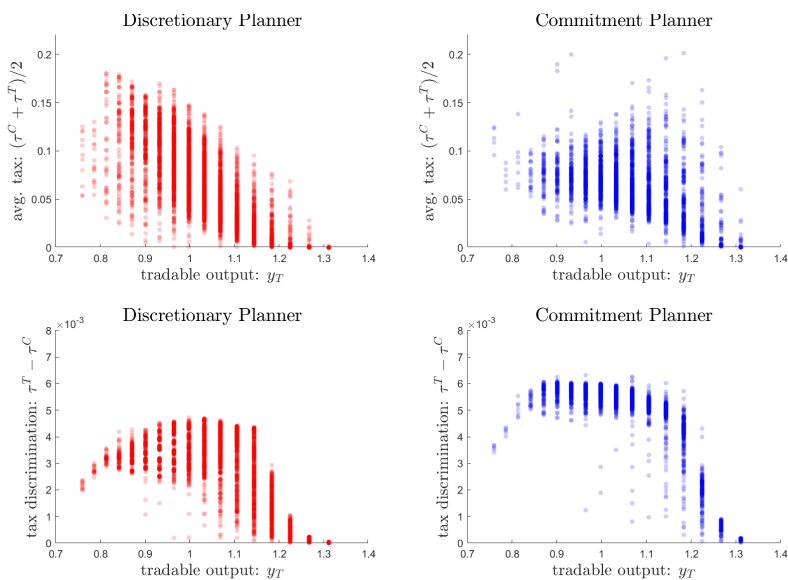 Discretionary Planner
avg. tax: (τ^C + τ^T)/2
0.2
0.15
0.1
0.05
0
0.7 0.8 0.9 1 1.1 1.2 1.3 1.4
tradable output: y_T
Commitment Planner
avg. tax: (τ^C + τ^T)/2
0.2
0.15
0.1
0.05
0
0.7 0.8 0.9 1 1.1 1.2 1.3 1.4
tradable output: y_T
Discretionary Planner
×10^-3
tax discrimination: τ^T − τ^C
8
7
6
5
4
3
2
1
0
0.7 0.8 0.9 1 1.1 1.2 1.3 1.4
tradable output: y_T
Commitment Planner
×10^-3
tax discrimination: τ^T − τ^C
8
7
6
5
4
3
2
1
0
0.7 0.8 0.9 1 1.1 1.2 1.3 1.4
tradable output: y_T